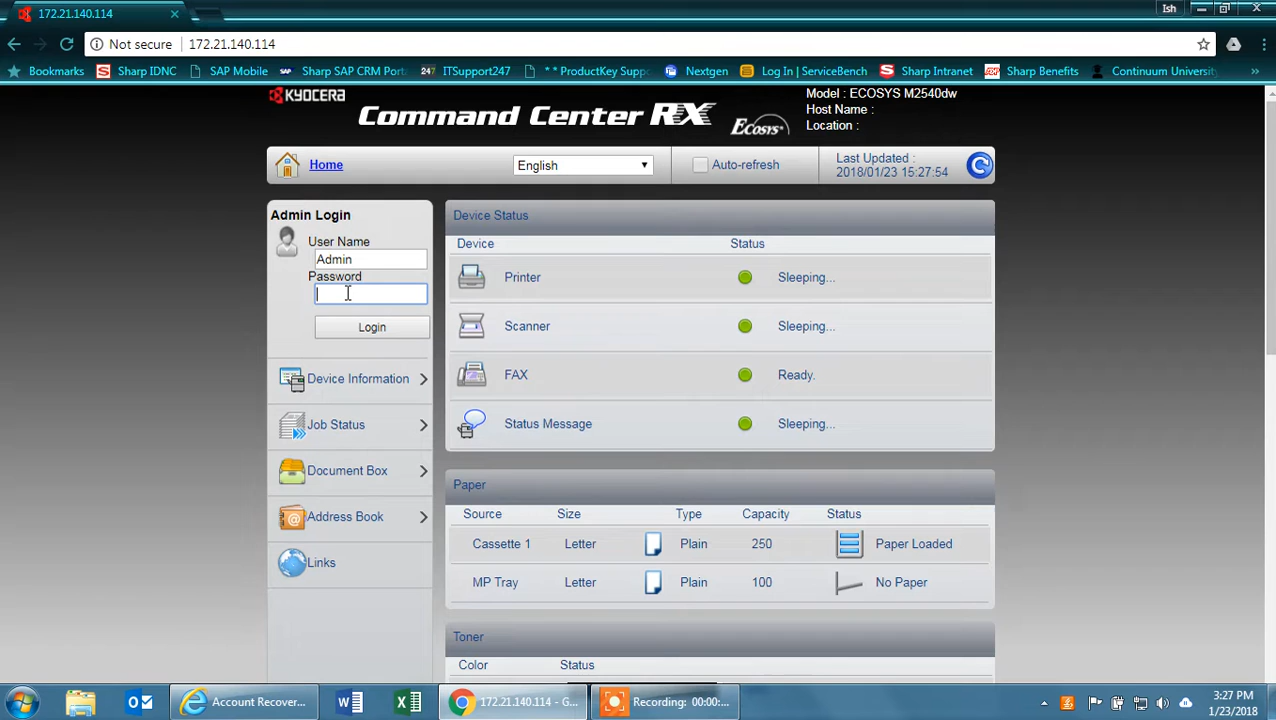 172.21.140.114
Ish
Not secure 172.21.140.114
Bookmarks Sharp IDNC SAP Mobile Sharp SAP CRM Port ITSupport247 * * ProductKey Supp Nextgen Log In | ServiceBench Sharp Intranet Sharp Benefits Continuum University »
KYOCERA
Command Center RX
Ecosys
Model : ECOSYS M2540dw
Host Name :
Location :
Home
English
Auto-refresh
Last Updated :
2018/01/23 15:27:54
Admin Login
User Name
Admin
Password
Login
Device Information
Job Status
Document Box
Address Book
Links
Device Status
Device Status
Printer Sleeping...
Scanner Sleeping...
FAX Ready.
Status Message Sleeping...
Paper
Source Size Type Capacity Status
Cassette 1 Letter Plain 250 Paper Loaded
MP Tray Letter Plain 100 No Paper
Toner
Color Status
Account Recover...
172.21.140.114 - G...
Recording: 00:00:...
3:27 PM
1/23/2018